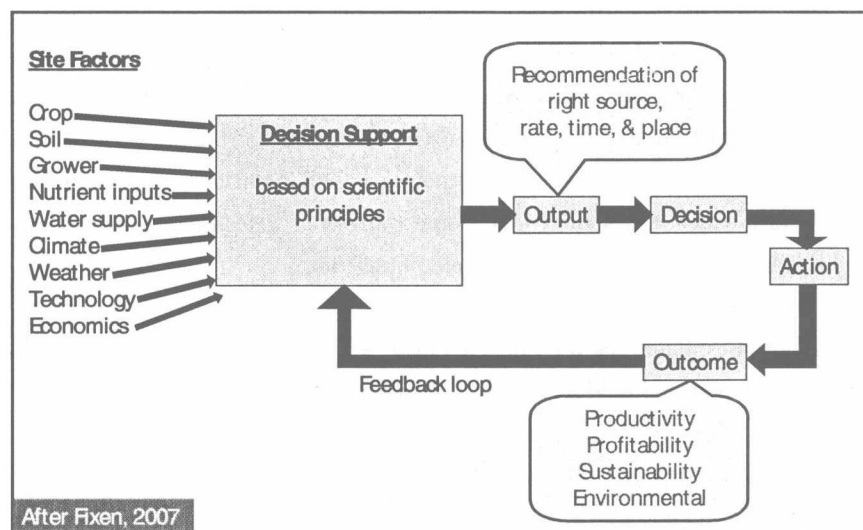 Site Factors
Crop
Soil
Grower
Nutrient inputs
Water supply
Climate
Weather
Technology
Economics
Decision Support
based on scientific
principles
Recommendation of
right source,
rate, time, & place
Output
Decision
Action
Outcome
Feedback loop
Productivity
Profitability
Sustainability
Environmental
After Fixen, 2007